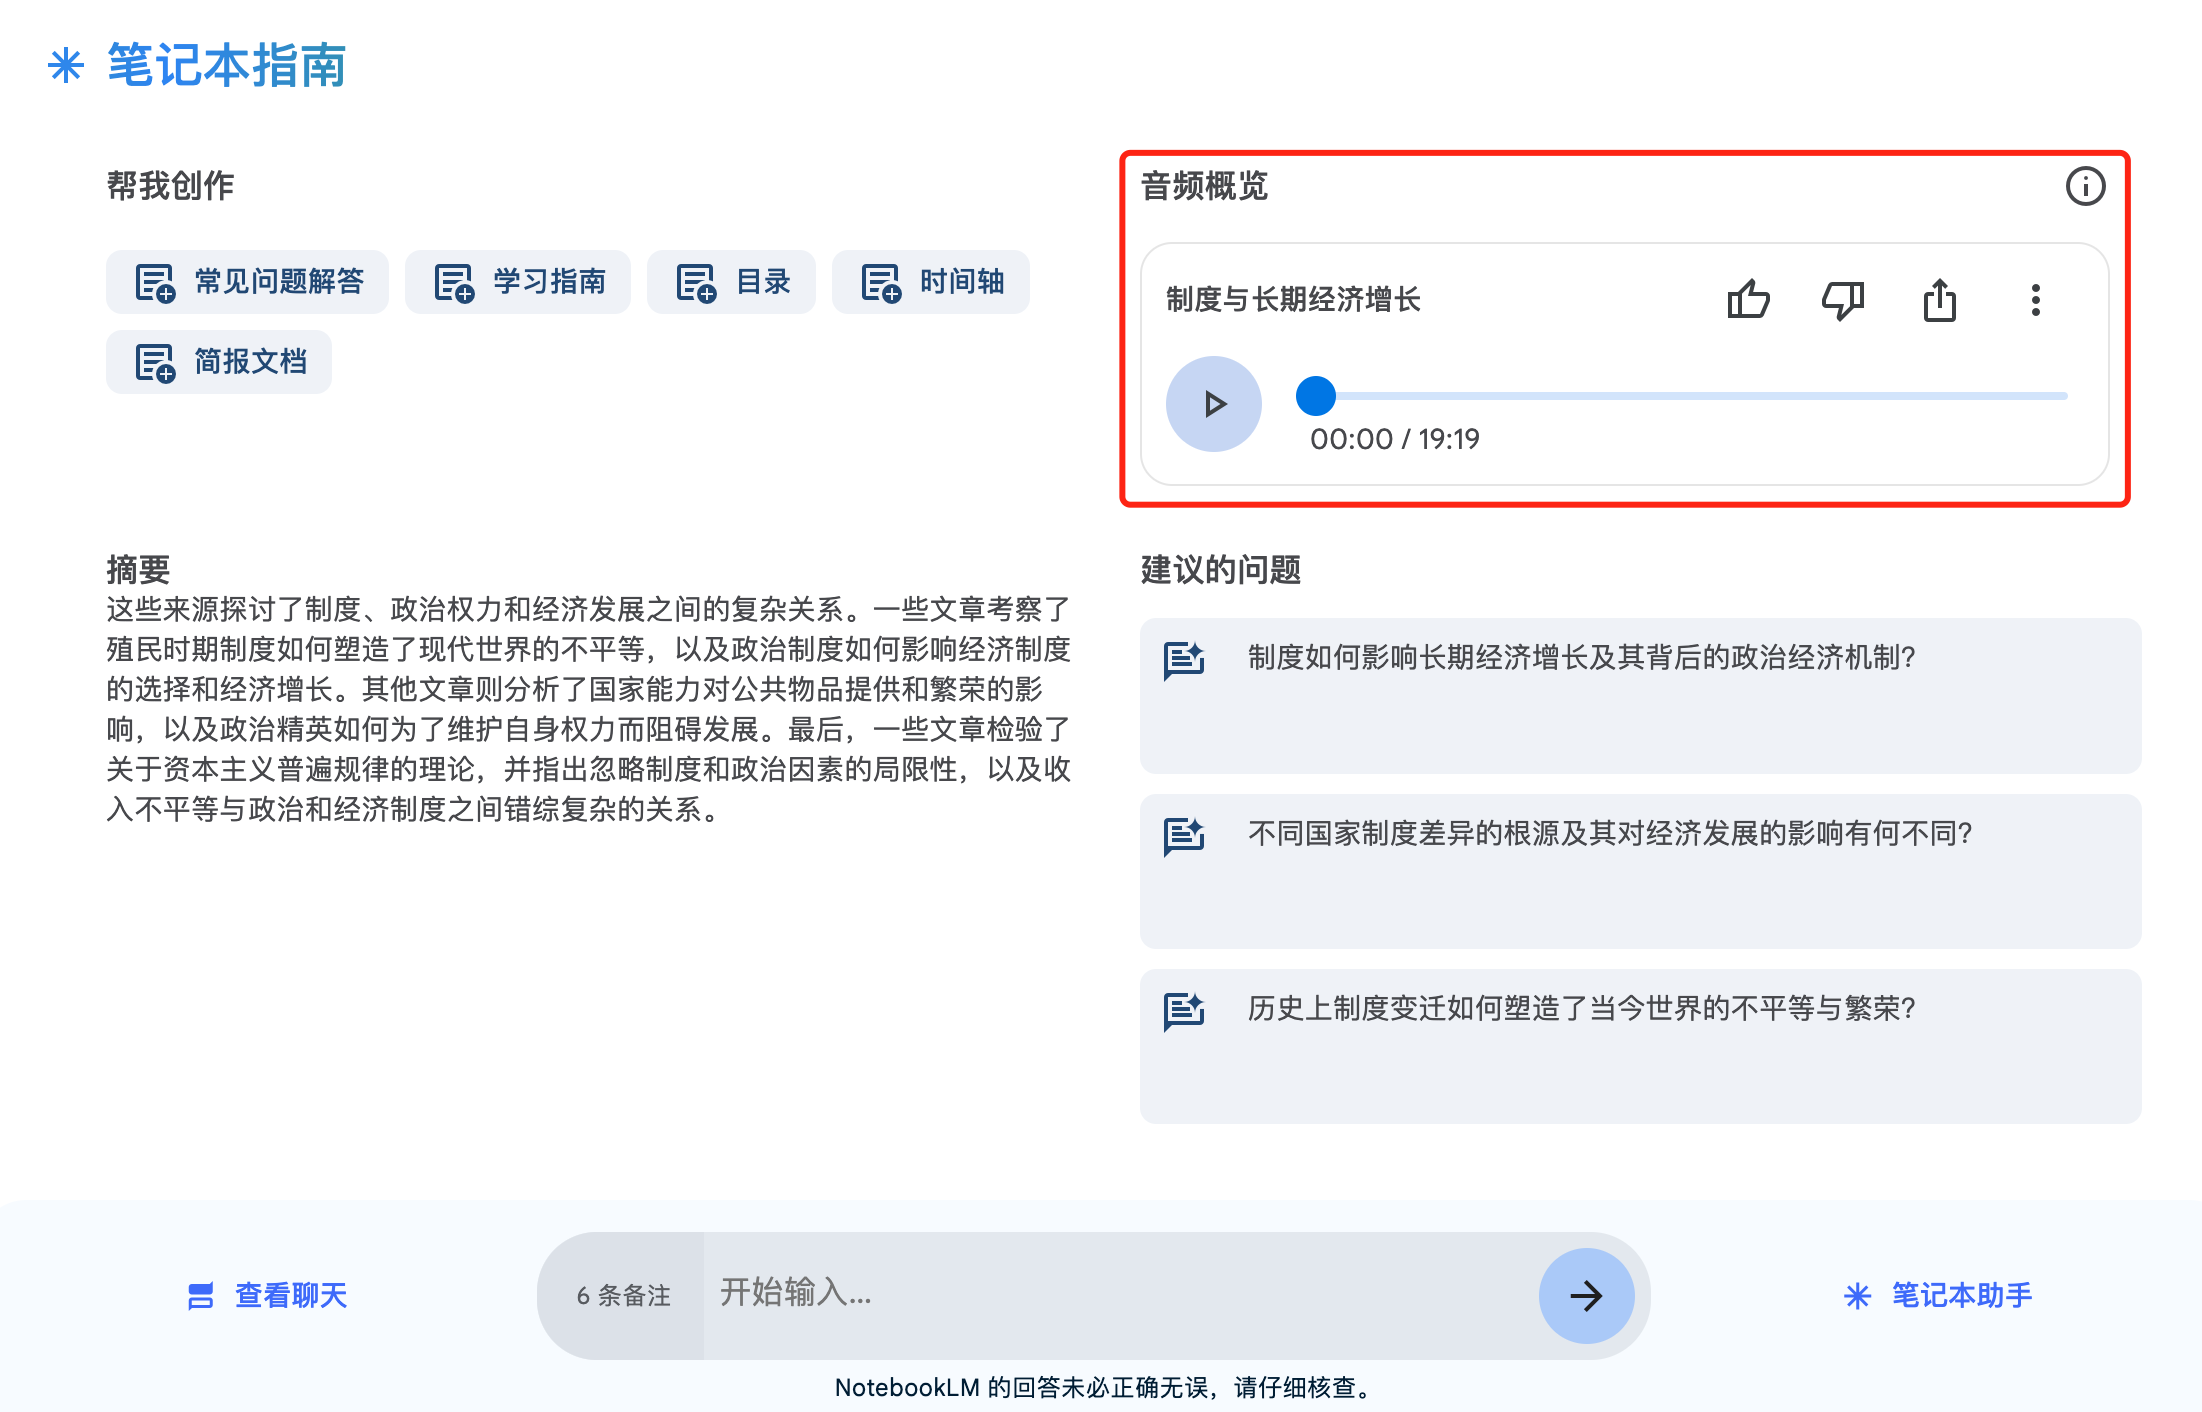 笔记本指南
帮我创作
常见问题解答
学习指南
目录
时间轴
简报文档
音频概览
制度与长期经济增长
00:00 / 19:19
摘要
这些来源探讨了制度、政治权力和经济发展之间的复杂关系。一些文章考察了
殖民时期制度如何塑造了现代世界的不平等，以及政治制度如何影响经济制度
的选择和经济增长。其他文章则分析了国家能力对公共物品提供和繁荣的影
响，以及政治精英如何为了维护自身权力而阻碍发展。最后，一些文章检验了
关于资本主义普遍规律的理论，并指出忽略制度和政治因素的局限性，以及收
入不平等与政治和经济制度之间错综复杂的关系。
建议的问题
制度如何影响长期经济增长及其背后的政治经济机制？
不同国家制度差异的根源及其对经济发展的影响有何不同？
历史上制度变迁如何塑造了当今世界的不平等与繁荣？
查看聊天
6 条备注
开始输入...
笔记本助手
NotebookLM 的回答未必正确无误，请仔细核查。